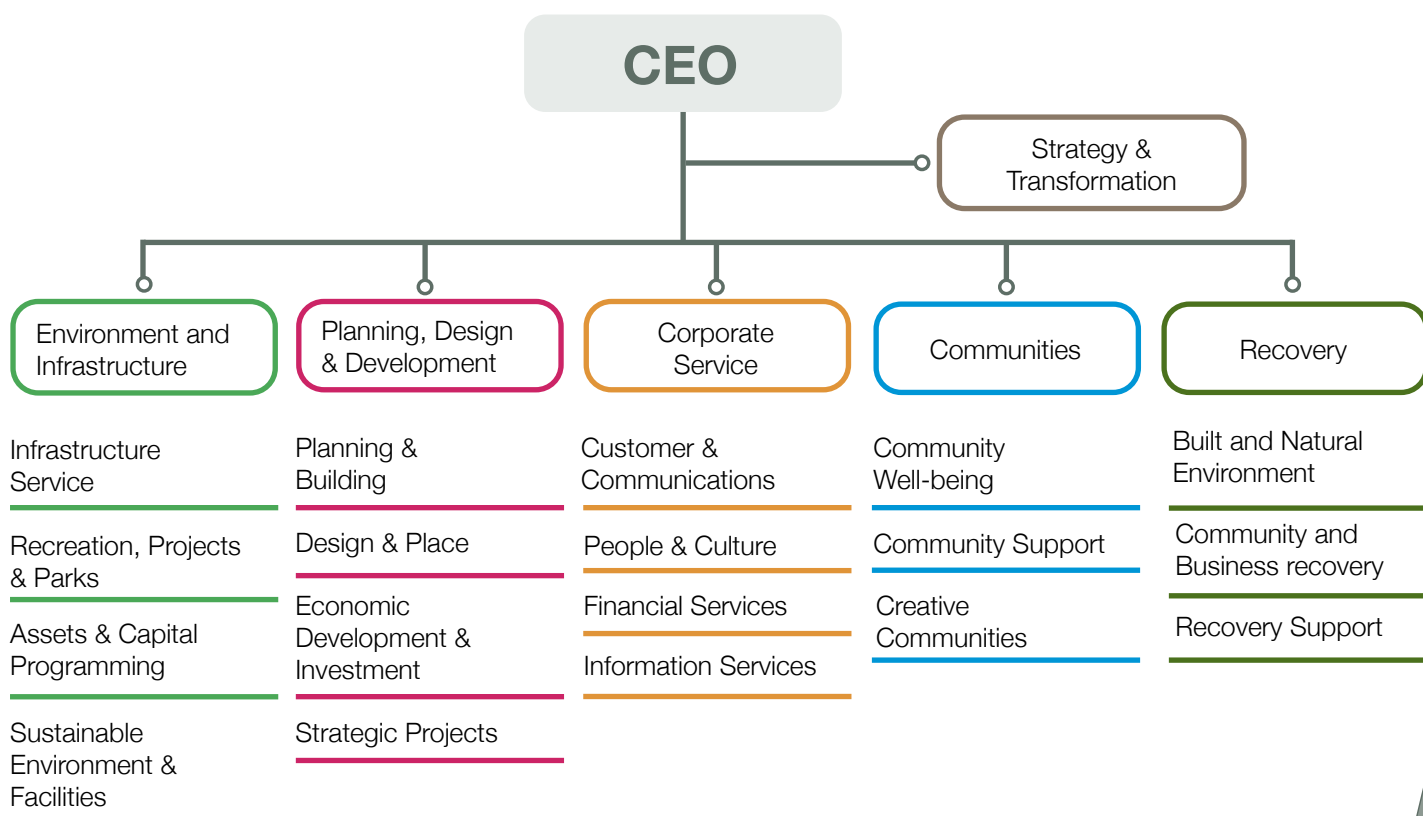 CEO
Strategy &
Transformation
Environment and
Infrastructure
Planning, Design
& Development
Corporate
Service
Communities
Recovery
Infrastructure
Service
Recreation, Projects
& Parks
Assets & Capital
Programming
Sustainable
Environment &
Facilities
Planning &
Building
Design & Place
Economic
Development &
Investment
Strategic Projects
Customer &
Communications
People & Culture
Financial Services
Information Services
Community
Well-being
Community Support
Creative
Communities
Built and Natural
Environment
Community and
Business recovery
Recovery Support